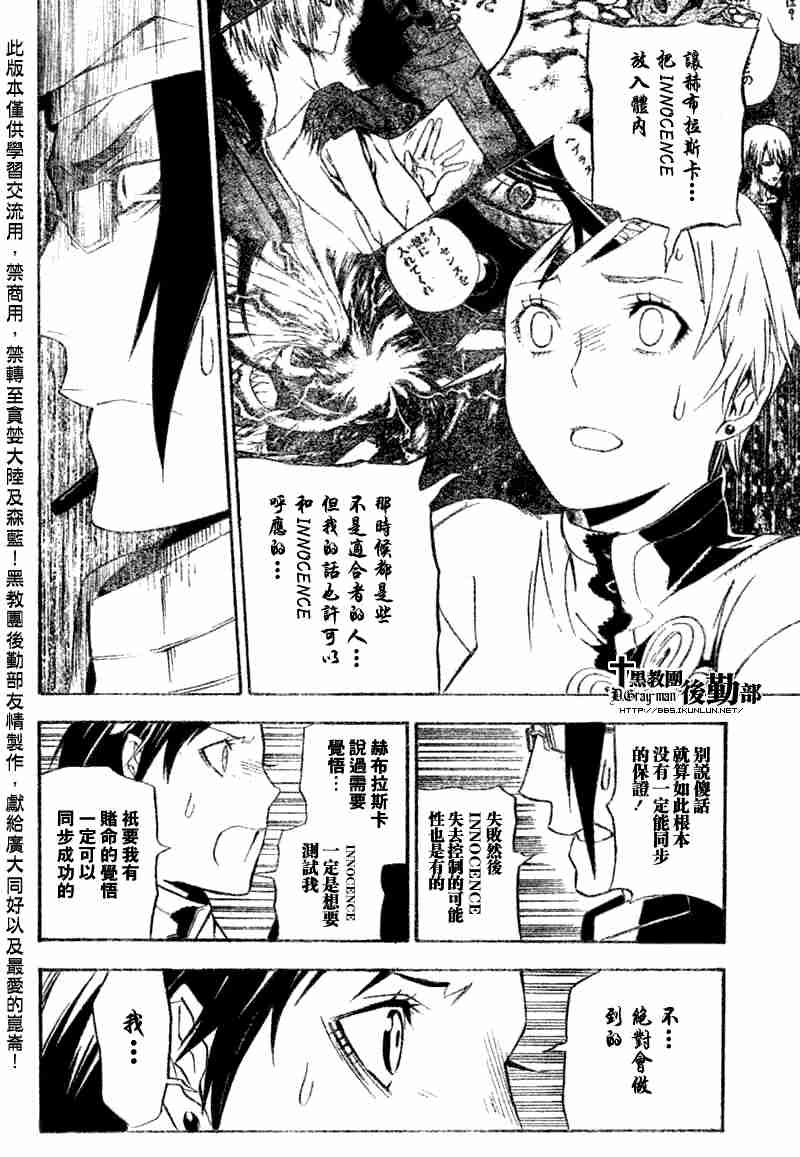 讓赫布拉斯卡…
把INNOCENCE
放入體內
イノセンスを
彼に
入れてくだ
那時候都是些
不是適合者的人…
但我的話也許可以
和INNOCENCE
呼應的…
黑教團
D.Gray-man
後勤部
HTTP://BBS.IKUNLUN.NET/
別説傻話
就算如此根本
没有一定能同步
的保證!
失敗然後
INNOCENCE
失去控制的可能
性也是有的
赫布拉斯卡
說過需要
覺悟…
INNOCENCE
一定是想要
測試我
衹要我有
賭命的覺悟
一定可以
同步成功的
不…
絕對會做
到的
我…
此版本僅供學習交流用,禁商用,禁轉至貪婪大陸及森藍!黑教團後勤部友情製作,獻給廣大同好以及最愛的崑崙!